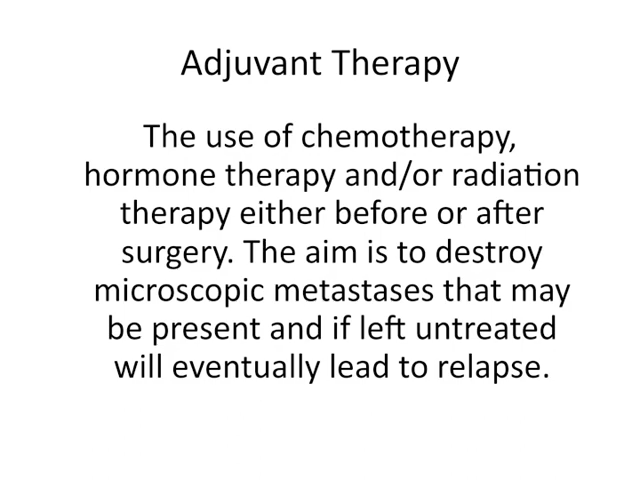 Adjuvant Therapy
The use of chemotherapy,
hormone therapy and/or radiation
therapy either before or after
surgery. The aim is to destroy
microscopic metastases that may
be present and if left untreated
will eventually lead to relapse.